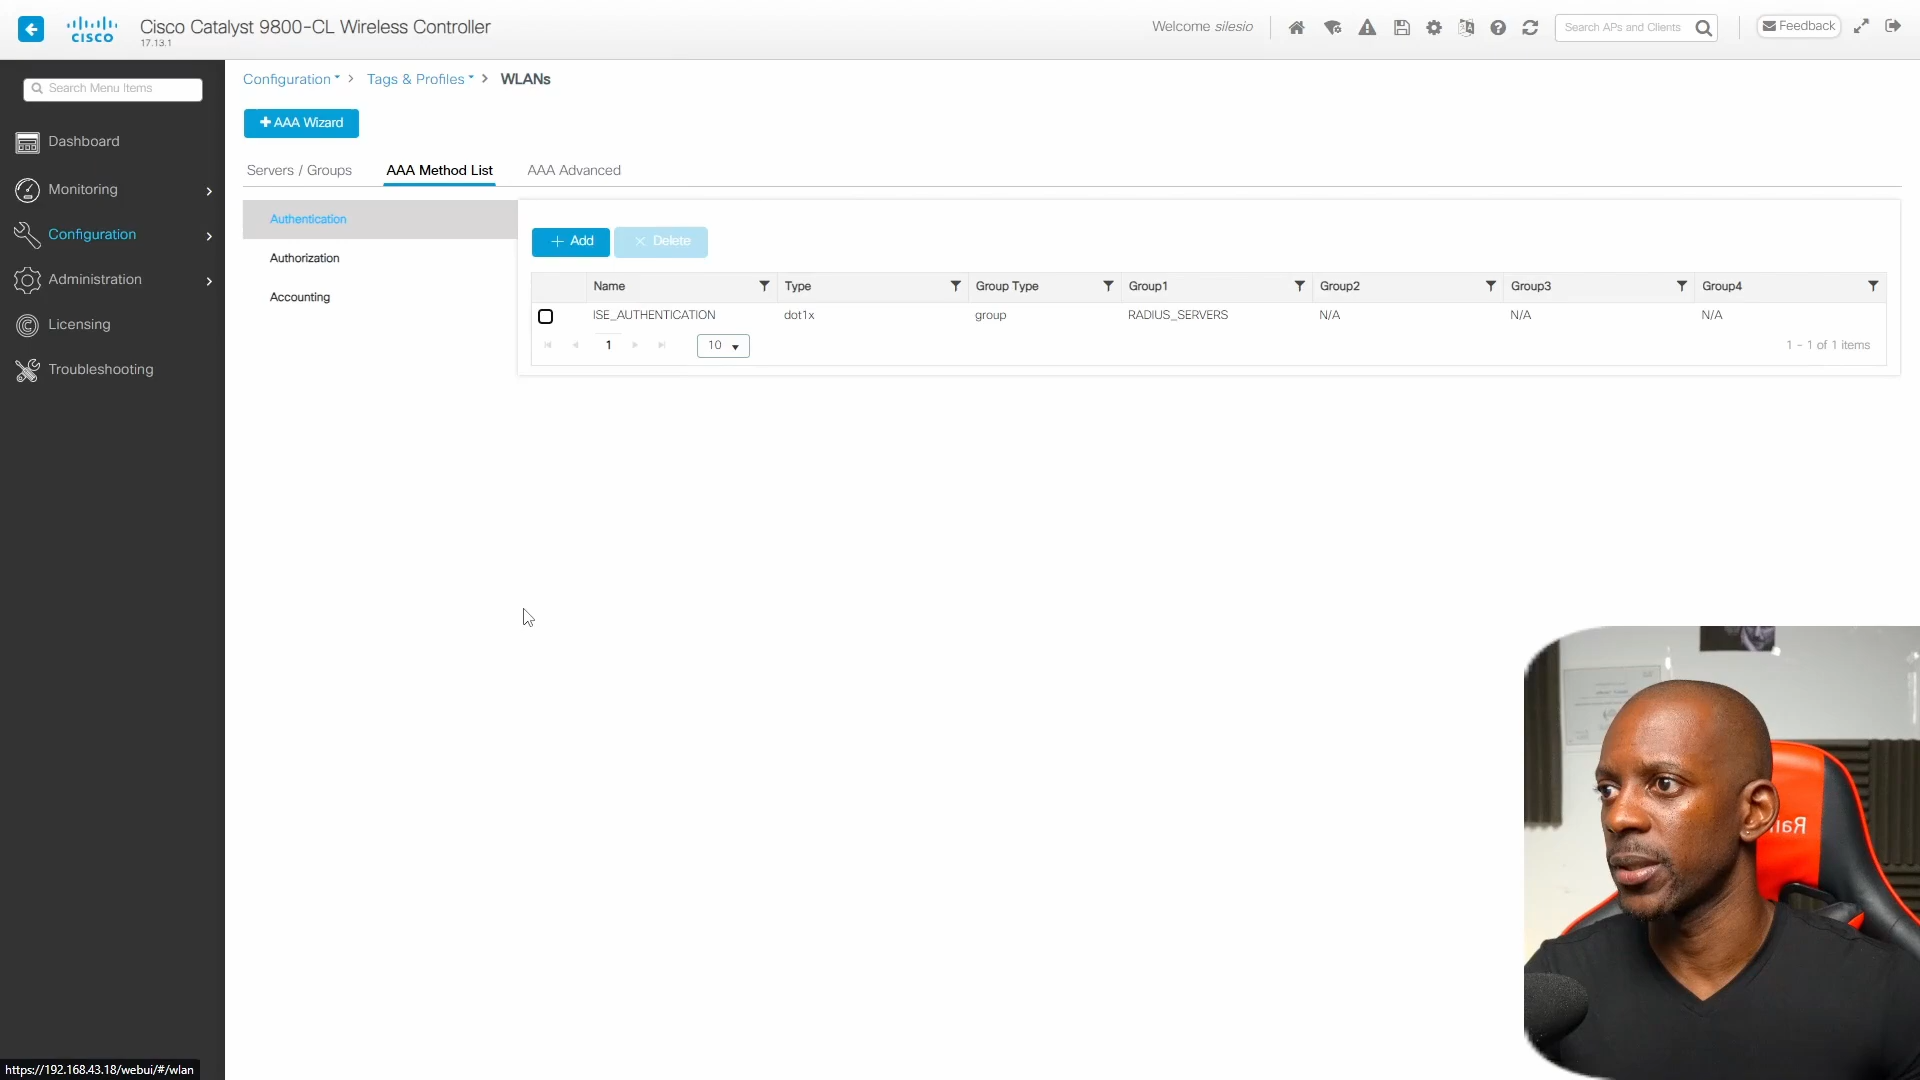 CISCO
Cisco Catalyst 9800-CL Wireless Controller
17.13.1
Welcome silesio
Search APs and Clients
Feedback
Search Menu Items
Dashboard
Monitoring
Configuration
Administration
Licensing
Troubleshooting
Configuration > Tags & Profiles > WLANs
+ AAA Wizard
Servers / Groups AAA Method List AAA Advanced
Authentication
Authorization
Accounting
+ Add × Delete
Name Type Group Type Group1 Group2 Group3 Group4
ISE_AUTHENTICATION dot1x group RADIUS_SERVERS N/A N/A N/A
1 10 1 - 1 of 1 items
https://192.168.43.18/webui/#/wlan